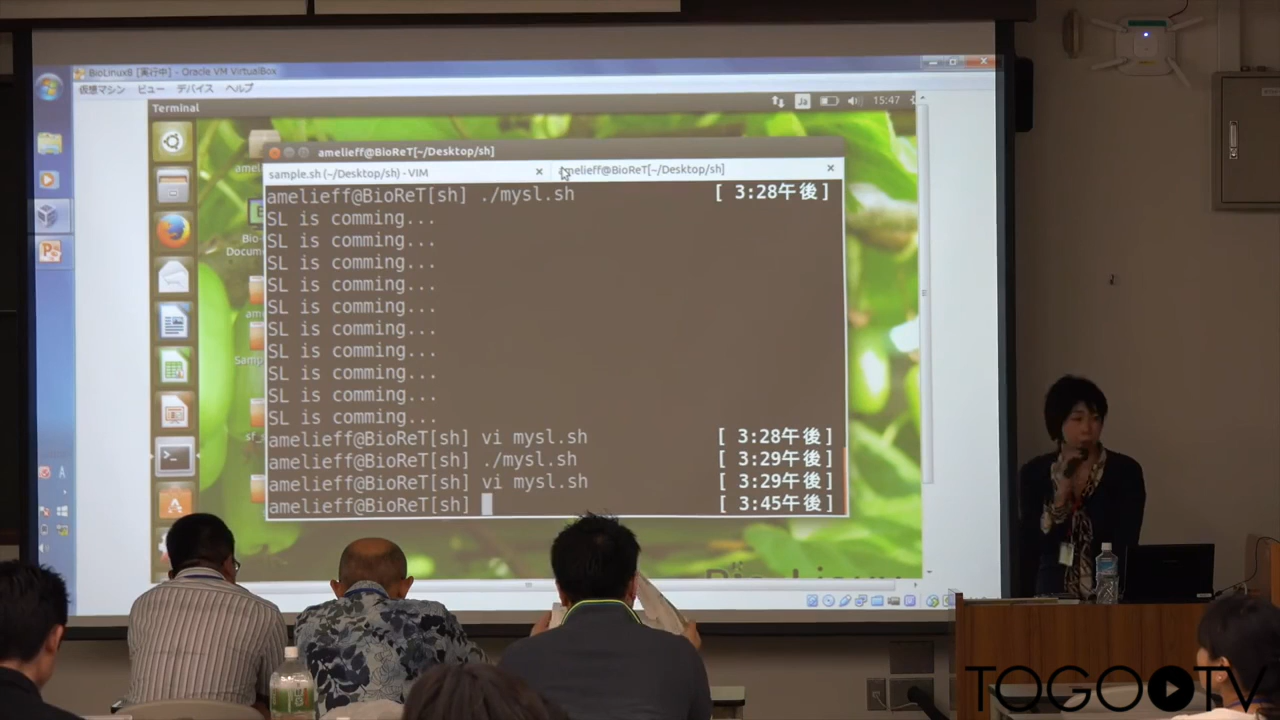 BioLinux8 [実行中] - Oracle VM VirtualBox
仮想マシン ビュー デバイス ヘルプ
Terminal
Ja
15:47
amelieff@BioReT[~/Desktop/sh]
sample.sh (~/Desktop/sh) - VIM
amelieff@BioReT[~/Desktop/sh]
amelieff@BioReT[sh] ./mysl.sh [ 3:28午後]
SL is comming...
SL is comming...
SL is comming...
SL is comming...
SL is comming...
SL is comming...
SL is comming...
SL is comming...
SL is comming...
SL is comming...
amelieff@BioReT[sh] vi mysl.sh [ 3:28午後]
amelieff@BioReT[sh] ./mysl.sh [ 3:29午後]
amelieff@BioReT[sh] vi mysl.sh [ 3:29午後]
amelieff@BioReT[sh] [ 3:45午後]
TOGOTV